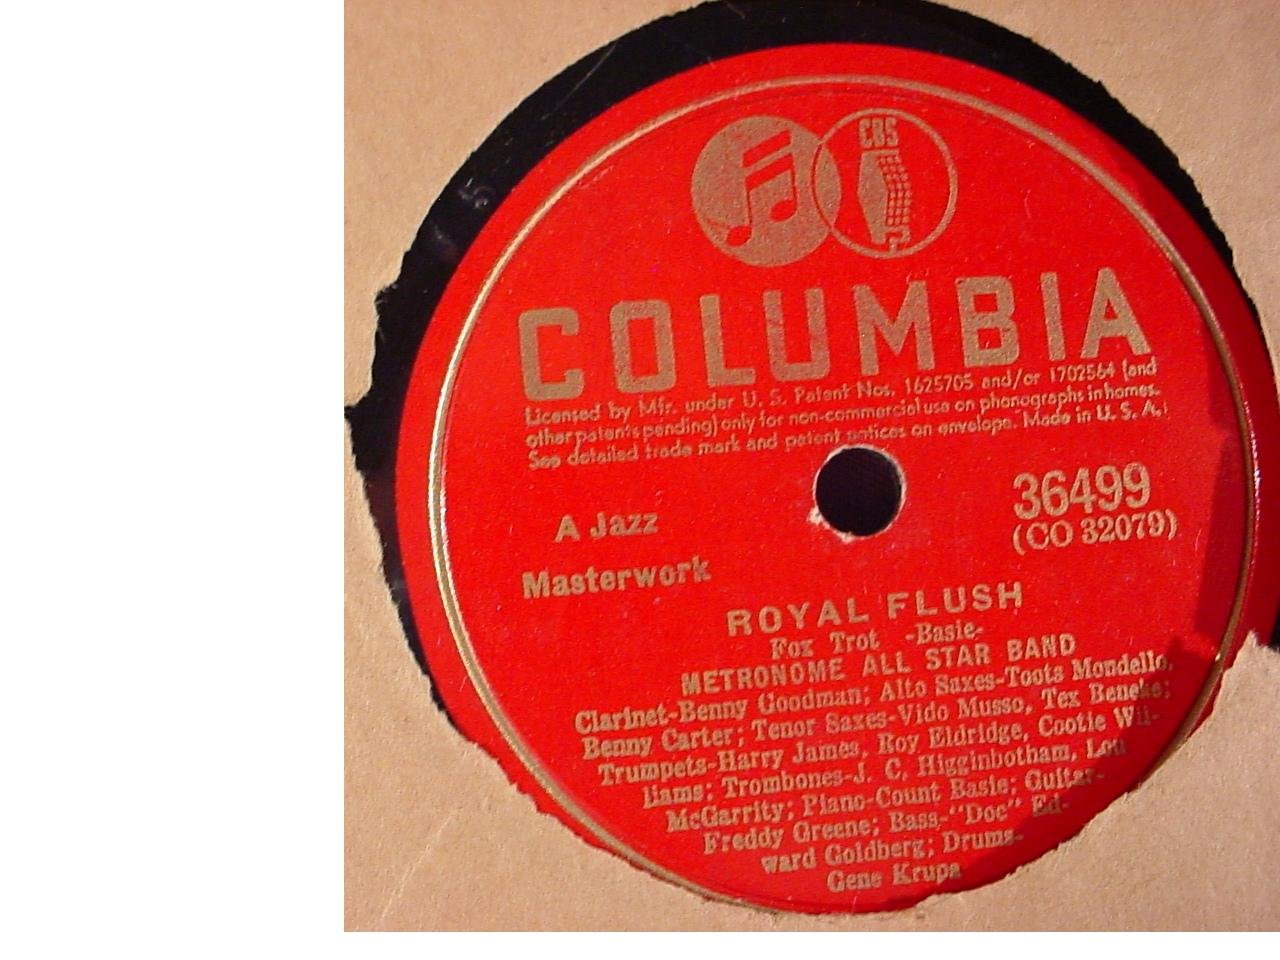 CBS
COLUMBIA
Licensed by Mfr. under U. S. Patent Nos. 1625705 and/or 1702564 (and
other patents pending) only for non-commercial use on phonographs in homes.
See detailed trade mark and patent notices on envelope. Made in U. S. A.
36499
(CO 32079)
A Jazz
Masterwork
ROYAL FLUSH
Fox Trot -Basie-
METRONOME ALL STAR BAND
Clarinet-Benny Goodman; Alto Saxes-Toots Mondello,
Benny Carter; Tenor Saxes-Vido Musso, Tex Beneke;
Trumpets-Harry James, Roy Eldridge, Cootie Wil-
liams; Trombones-J. C. Higginbotham, Lou
McGarrity; Piano-Count Basie; Guitar-
Freddy Greene; Bass-"Doc" Ed-
ward Goldberg; Drums-
Gene Krupa